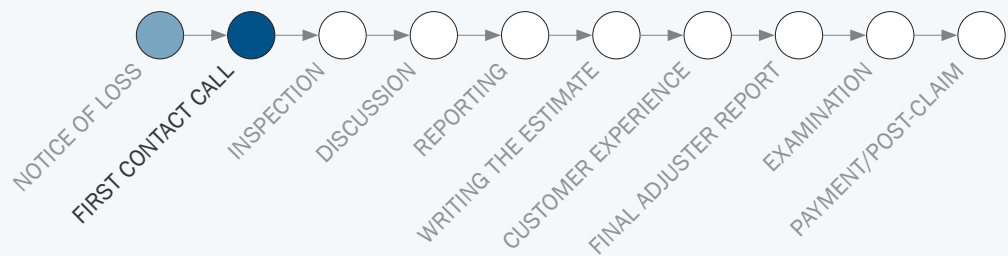 NOTICE OF LOSS
FIRST CONTACT CALL
INSPECTION
DISCUSSION
REPORTING
WRITING THE ESTIMATE
CUSTOMER EXPERIENCE
FINAL ADJUSTER REPORT
EXAMINATION
PAYMENT/POST-CLAIM